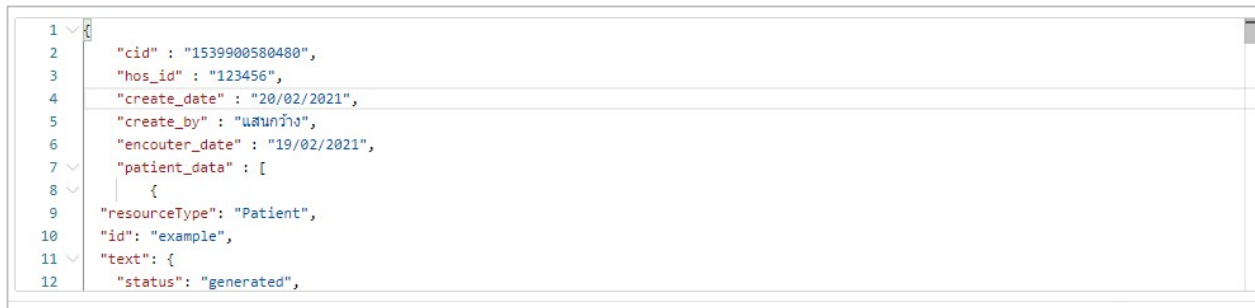 1 {
2 "cid" : "1539900580480",
3 "hos_id" : "123456",
4 "create_date" : "20/02/2021",
5 "create_by" : "แสนกว้าง",
6 "encouter_date" : "19/02/2021",
7 "patient_data" : [
8 {
9 "resourceType": "Patient",
10 "id": "example",
11 "text": {
12 "status": "generated",